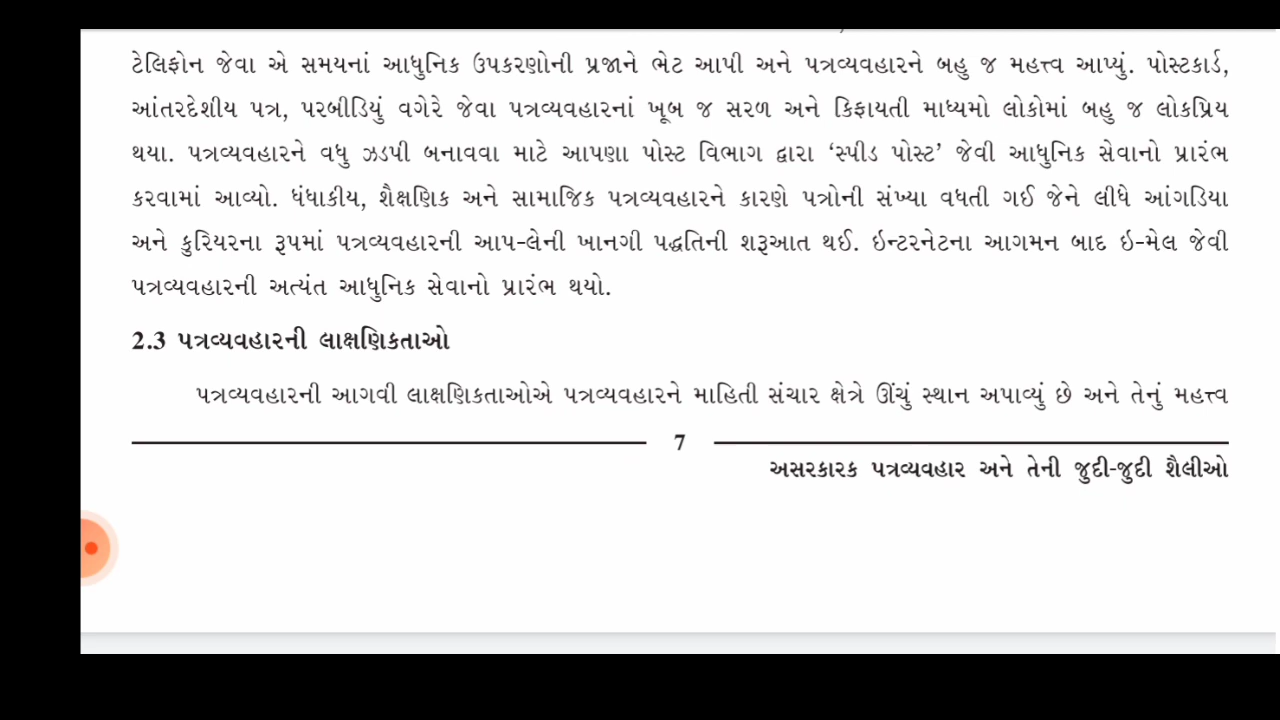 ટેલિફોન જેવા એ સમયનાં આધુનિક ઉપકરણોની પ્રજાને ભેટ આપી અને પત્રવ્યવહારને બહુ જ મહત્ત્વ આપ્યું. પોસ્ટકાર્ડ,
આંતરદેશીય પત્ર, પરબીડિયું વગેરે જેવા પત્રવ્યવહારનાં ખૂબ જ સરળ અને કિફાયતી માધ્યમો લોકોમાં બહુ જ લોકપ્રિય
થયા. પત્રવ્યવહારને વધુ ઝડપી બનાવવા માટે આપણા પોસ્ટ વિભાગ દ્વારા ‘સ્પીડ પોસ્ટ’ જેવી આધુનિક સેવાનો પ્રારંભ
કરવામાં આવ્યો. ધંધાકીય, શૈક્ષણિક અને સામાજિક પત્રવ્યવહારને કારણે પત્રોની સંખ્યા વધતી ગઈ જેને લીધે આંગડિયા
અને કુરિયરના રૂપમાં પત્રવ્યવહારની આપ-લેની ખાનગી પદ્ધતિની શરૂઆત થઈ. ઇન્ટરનેટના આગમન બાદ ઇ-મેલ જેવી
પત્રવ્યવહારની અત્યંત આધુનિક સેવાનો પ્રારંભ થયો.
2.3 પત્રવ્યવહારની લાક્ષણિકતાઓ
પત્રવ્યવહારની આગવી લાક્ષણિકતાઓએ પત્રવ્યવહારને માહિતી સંચાર ક્ષેત્રે ઊંચું સ્થાન અપાવ્યું છે અને તેનું મહત્ત્વ
7
અસરકારક પત્રવ્યવહાર અને તેની જુદી-જુદી શૈલીઓ